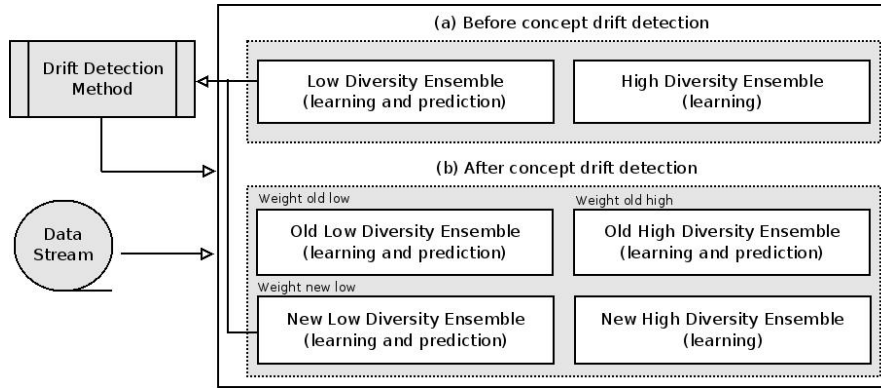 (a) Before concept drift detection
Drift Detection
Method
Low Diversity Ensemble
(learning and prediction)
High Diversity Ensemble
(learning)
(b) After concept drift detection
Data
Stream
Weight old low
Old Low Diversity Ensemble
(learning and prediction)
Weight old high
Old High Diversity Ensemble
(learning and prediction)
Weight new low
New Low Diversity Ensemble
(learning and prediction)
New High Diversity Ensemble
(learning)